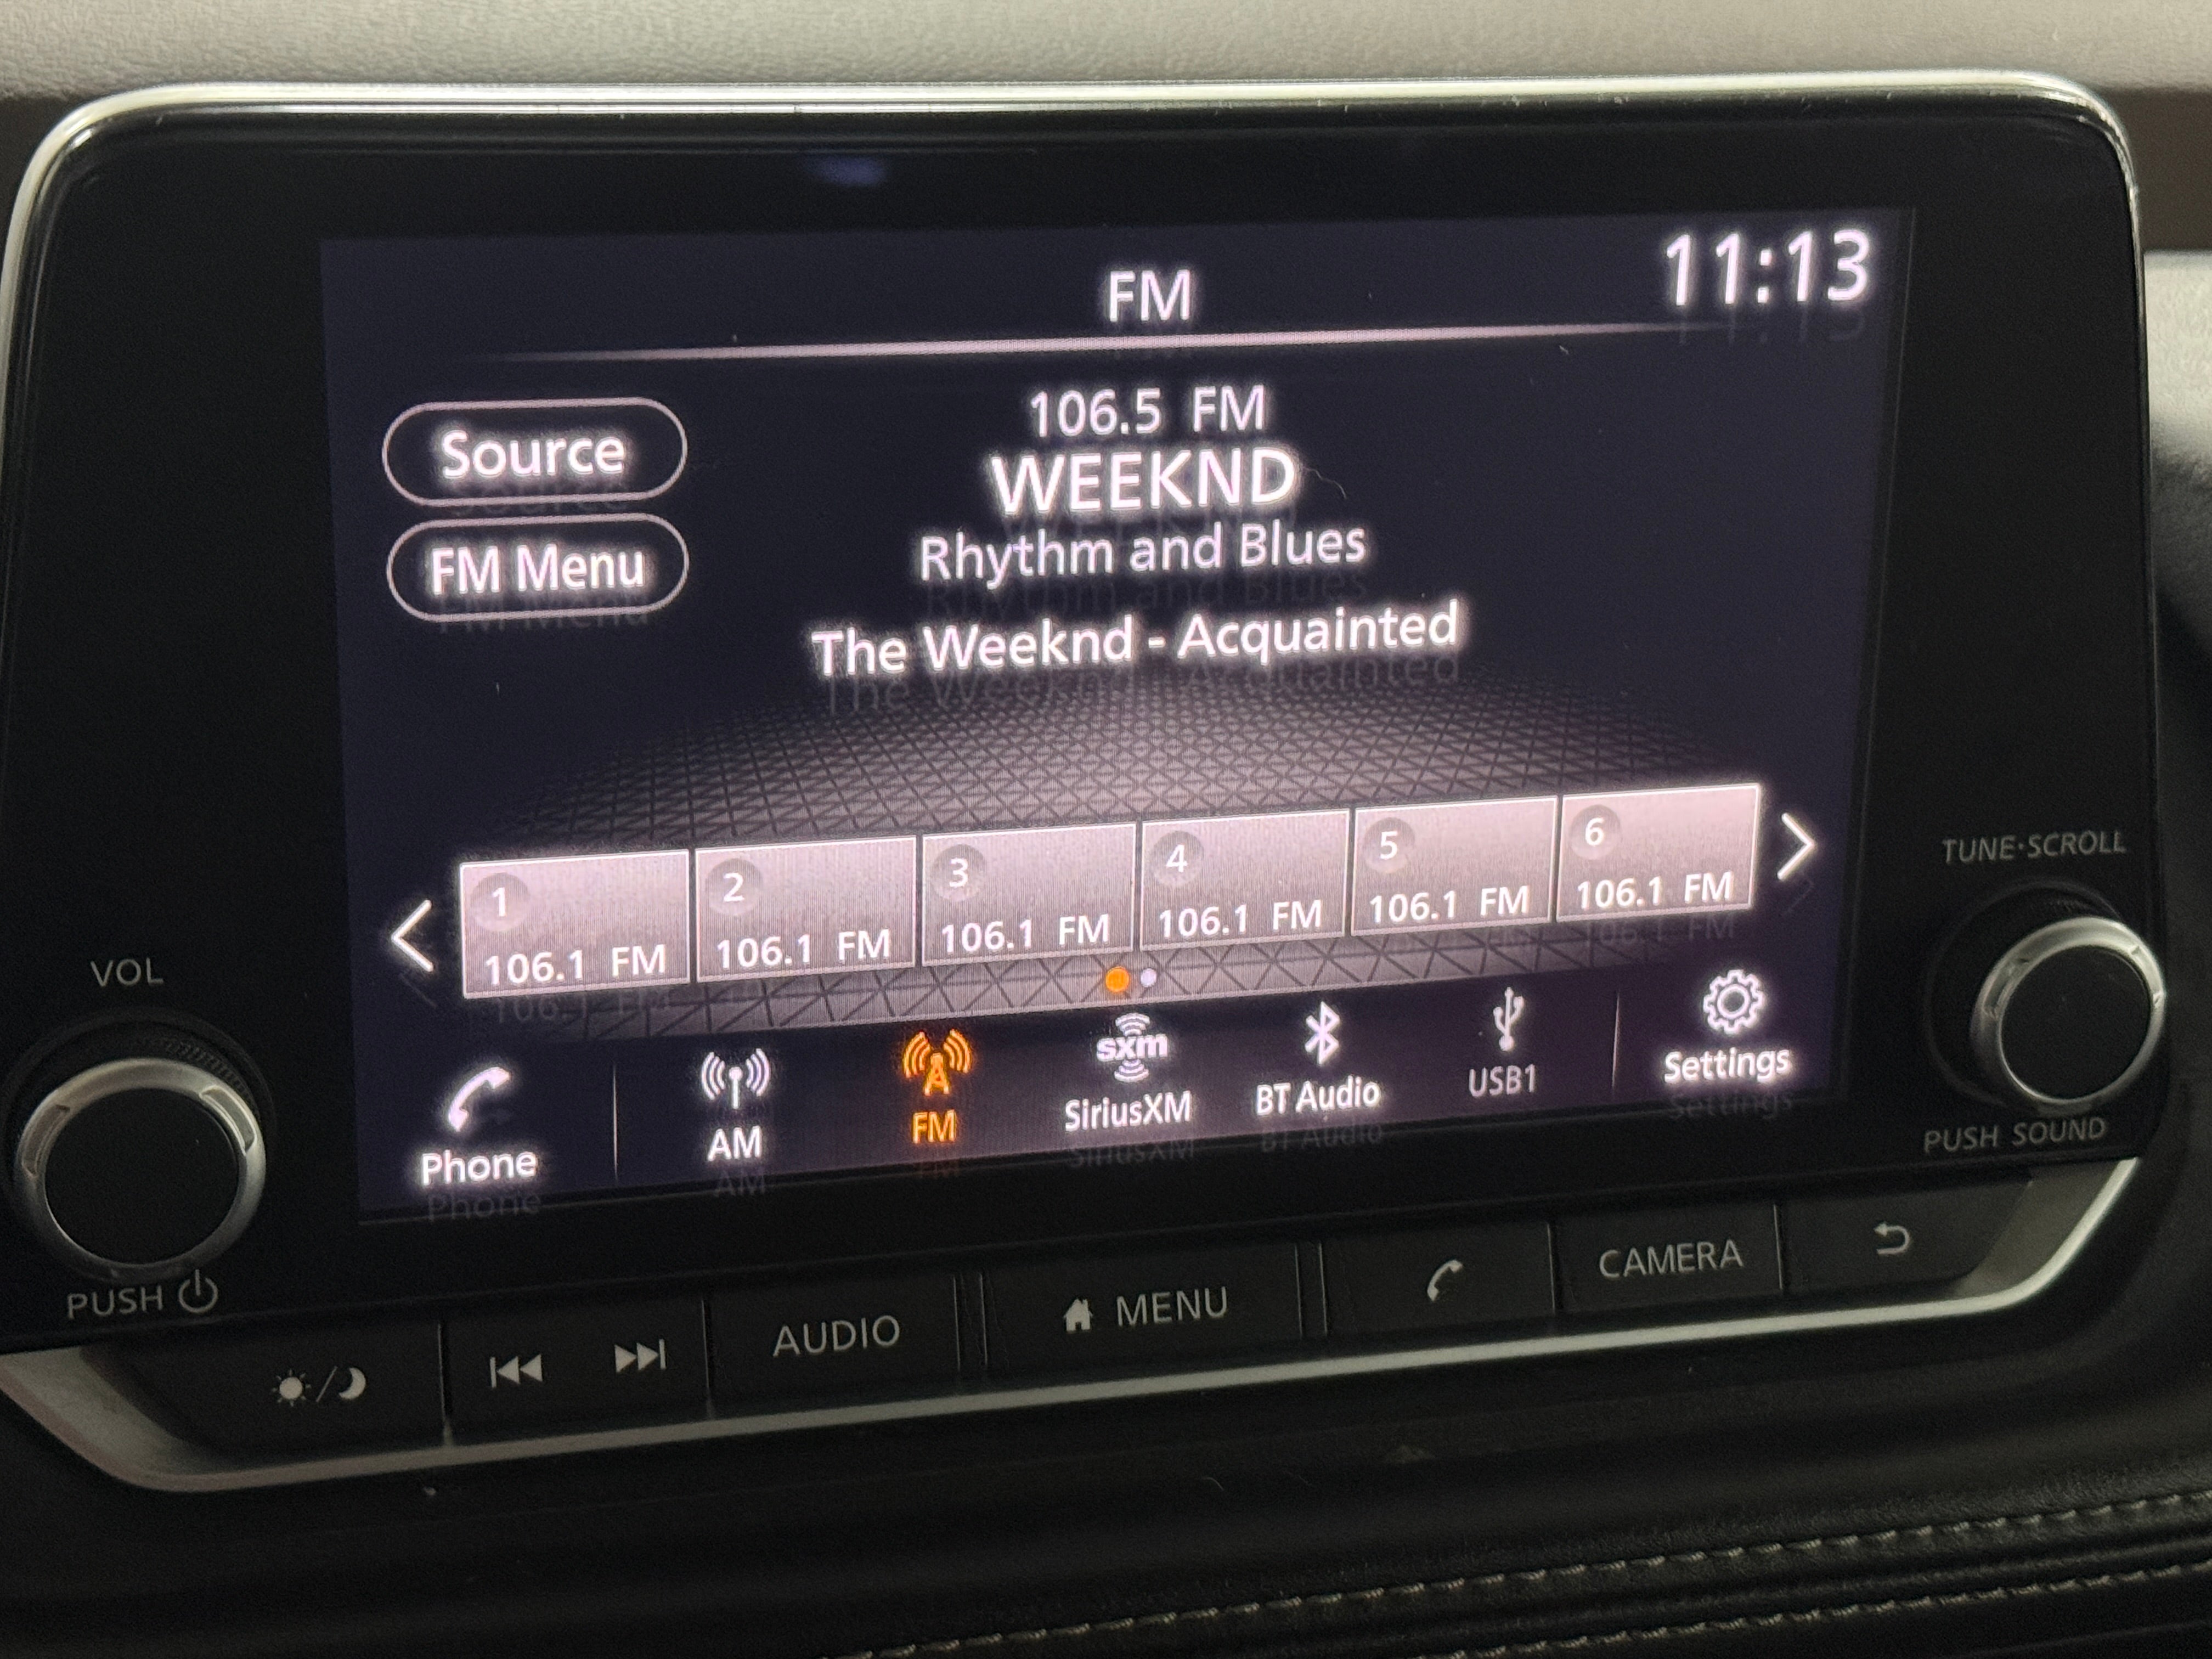 FM
11:13
Source
FM Menu
106.5 FM
WEEKND
Rhythm and Blues
The Weeknd - Acquainted
1
106.1 FM
2
106.1 FM
3
106.1 FM
4
106.1 FM
5
106.1 FM
6
106.1 FM
Phone
AM
FM
sxm
SiriusXM
BT Audio
USB1
Settings
VOL
PUSH
TUNE·SCROLL
PUSH SOUND
AUDIO
MENU
CAMERA